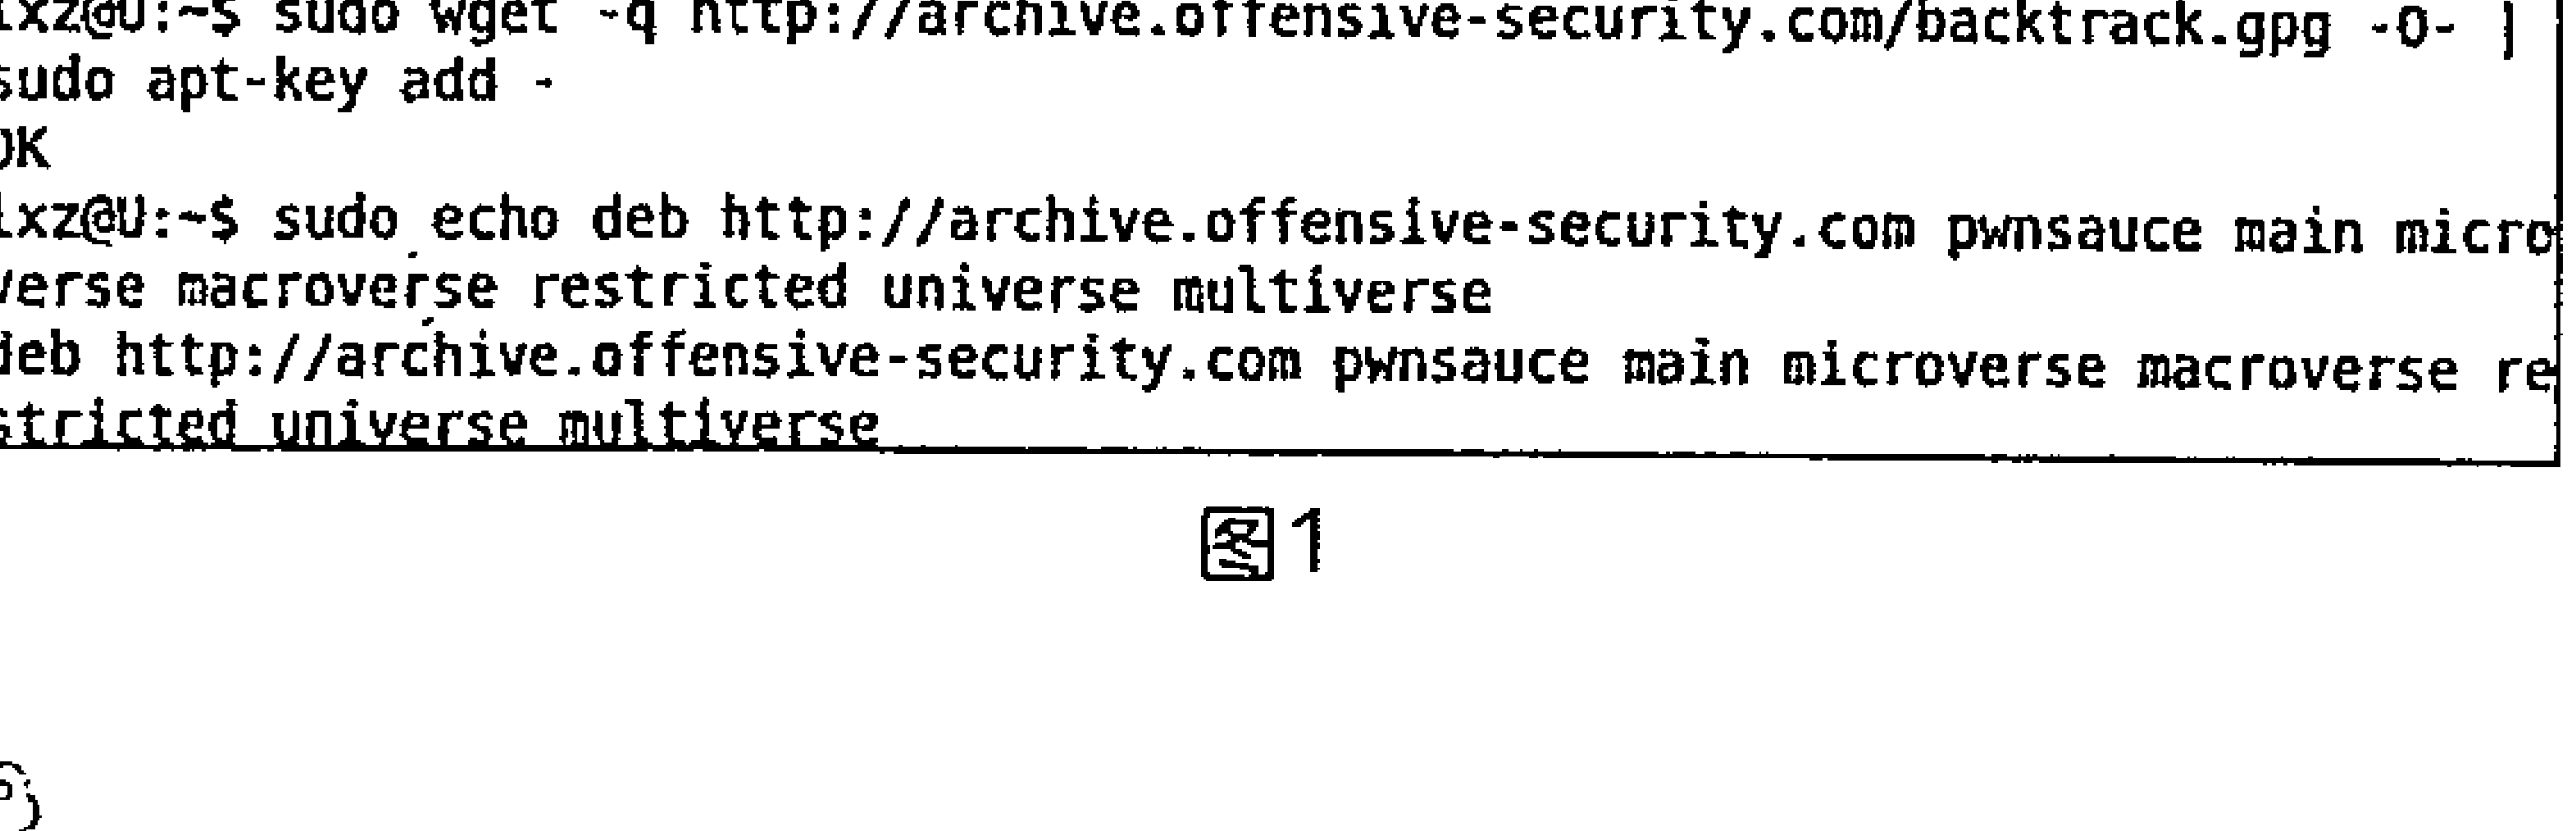 ixz@U:~$ sudo wget -q http://archive.offensive-security.com/backtrack.gpg -O- |
sudo apt-key add -
OK
ixz@U:~$ sudo echo deb http://archive.offensive-security.com pwnsauce main micro
verse macroverse restricted universe multiverse
deb http://archive.offensive-security.com pwnsauce main microverse macroverse re
stricted universe multiverse
图1